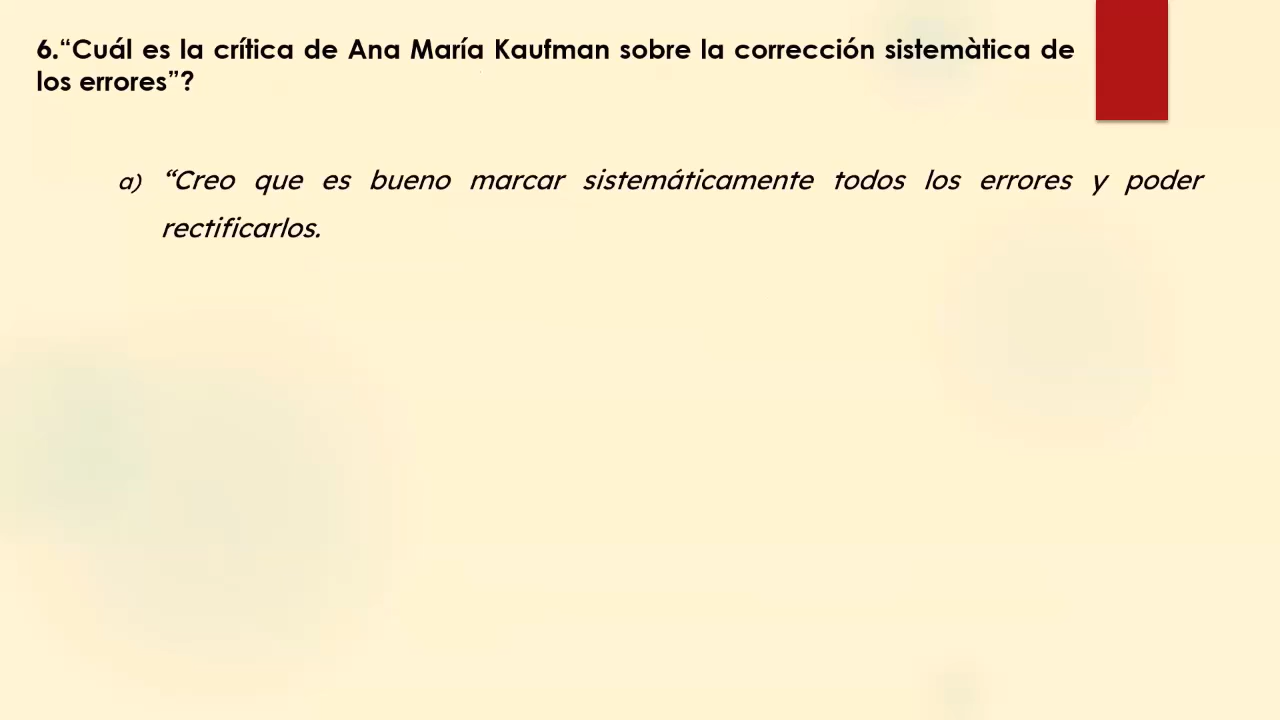 6.“Cuál es la crítica de Ana María Kaufman sobre la corrección sistemàtica de
los errores”?
a) “Creo que es bueno marcar sistemáticamente todos los errores y poder
rectificarlos.